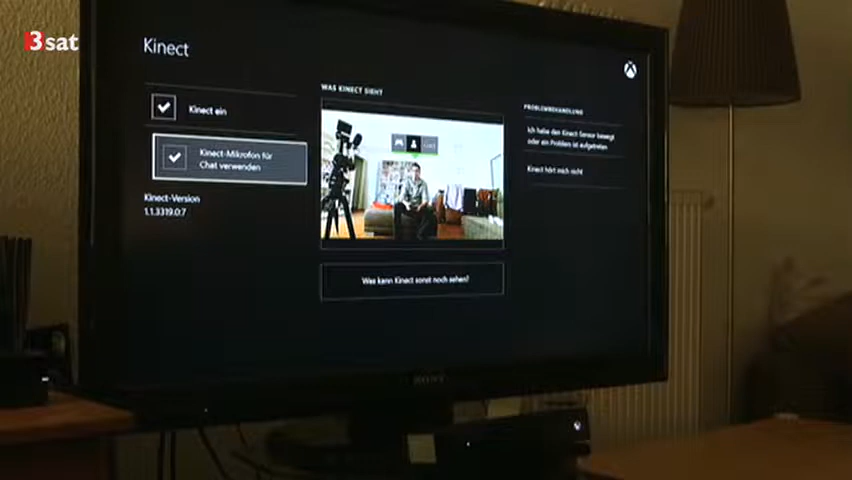 3sat
Kinect
Kinect ein
Kinect-Mikrofon für
Chat verwenden
Kinect-Version
1.1.3319.0:7
WAS KINECT SIEHT
Was kann Kinect sonst noch sehen?
PROBLEMBEHANDLUNG
Ich habe den Kinect Sensor bewegt
oder ein Problem ist aufgetreten
Kinect hört mich nicht
SONY